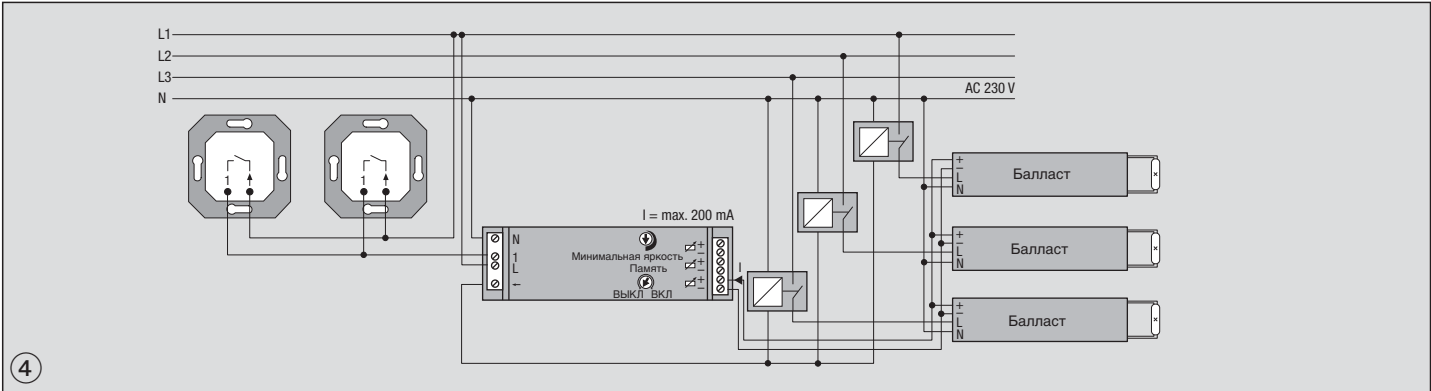 L1
L2
L3
N
AC 230 V
1
1
I = max. 200 mA
N
1
L
←
Минимальная яркость
Память
ВЫКЛ ВКЛ
+
−
+
−
+
−
I
+
−
L
N
Балласт
+
−
L
N
Балласт
+
−
L
N
Балласт
4